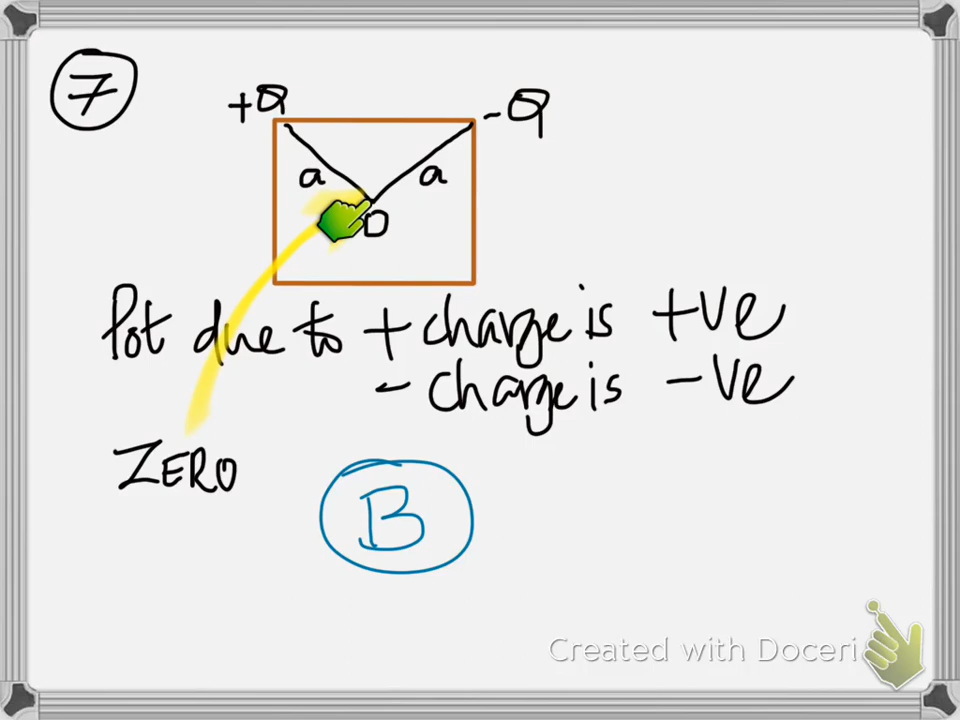 7
+Q -Q
a a
O
Pot due to + charge is +ve
- charge is -ve
ZERO
B
Created with Doceri